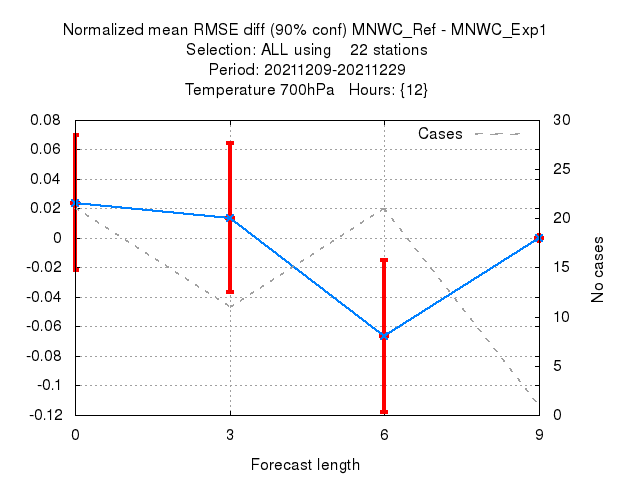 Normalized mean RMSE diff (90% conf) MNWC_Ref - MNWC_Exp1
Selection: ALL using    22 stations
Period: 20211209-20211229
Temperature 700hPa   Hours: {12}
Cases
0.08
0.06
0.04
0.02
0
-0.02
-0.04
-0.06
-0.08
-0.1
-0.12
30
25
20
15
10
5
0
No cases
0 3 6 9
Forecast length